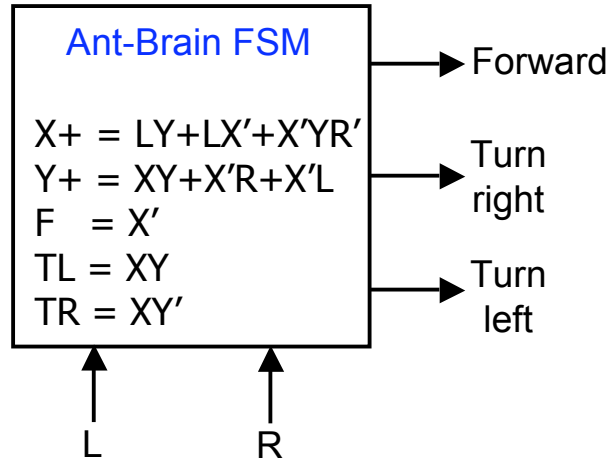 Ant-Brain FSM
X+ = LY+LX’+X’YR’
Y+ = XY+X’R+X’L
F = X’
TL = XY
TR = XY’
Forward
Turn
right
Turn
left
L
R